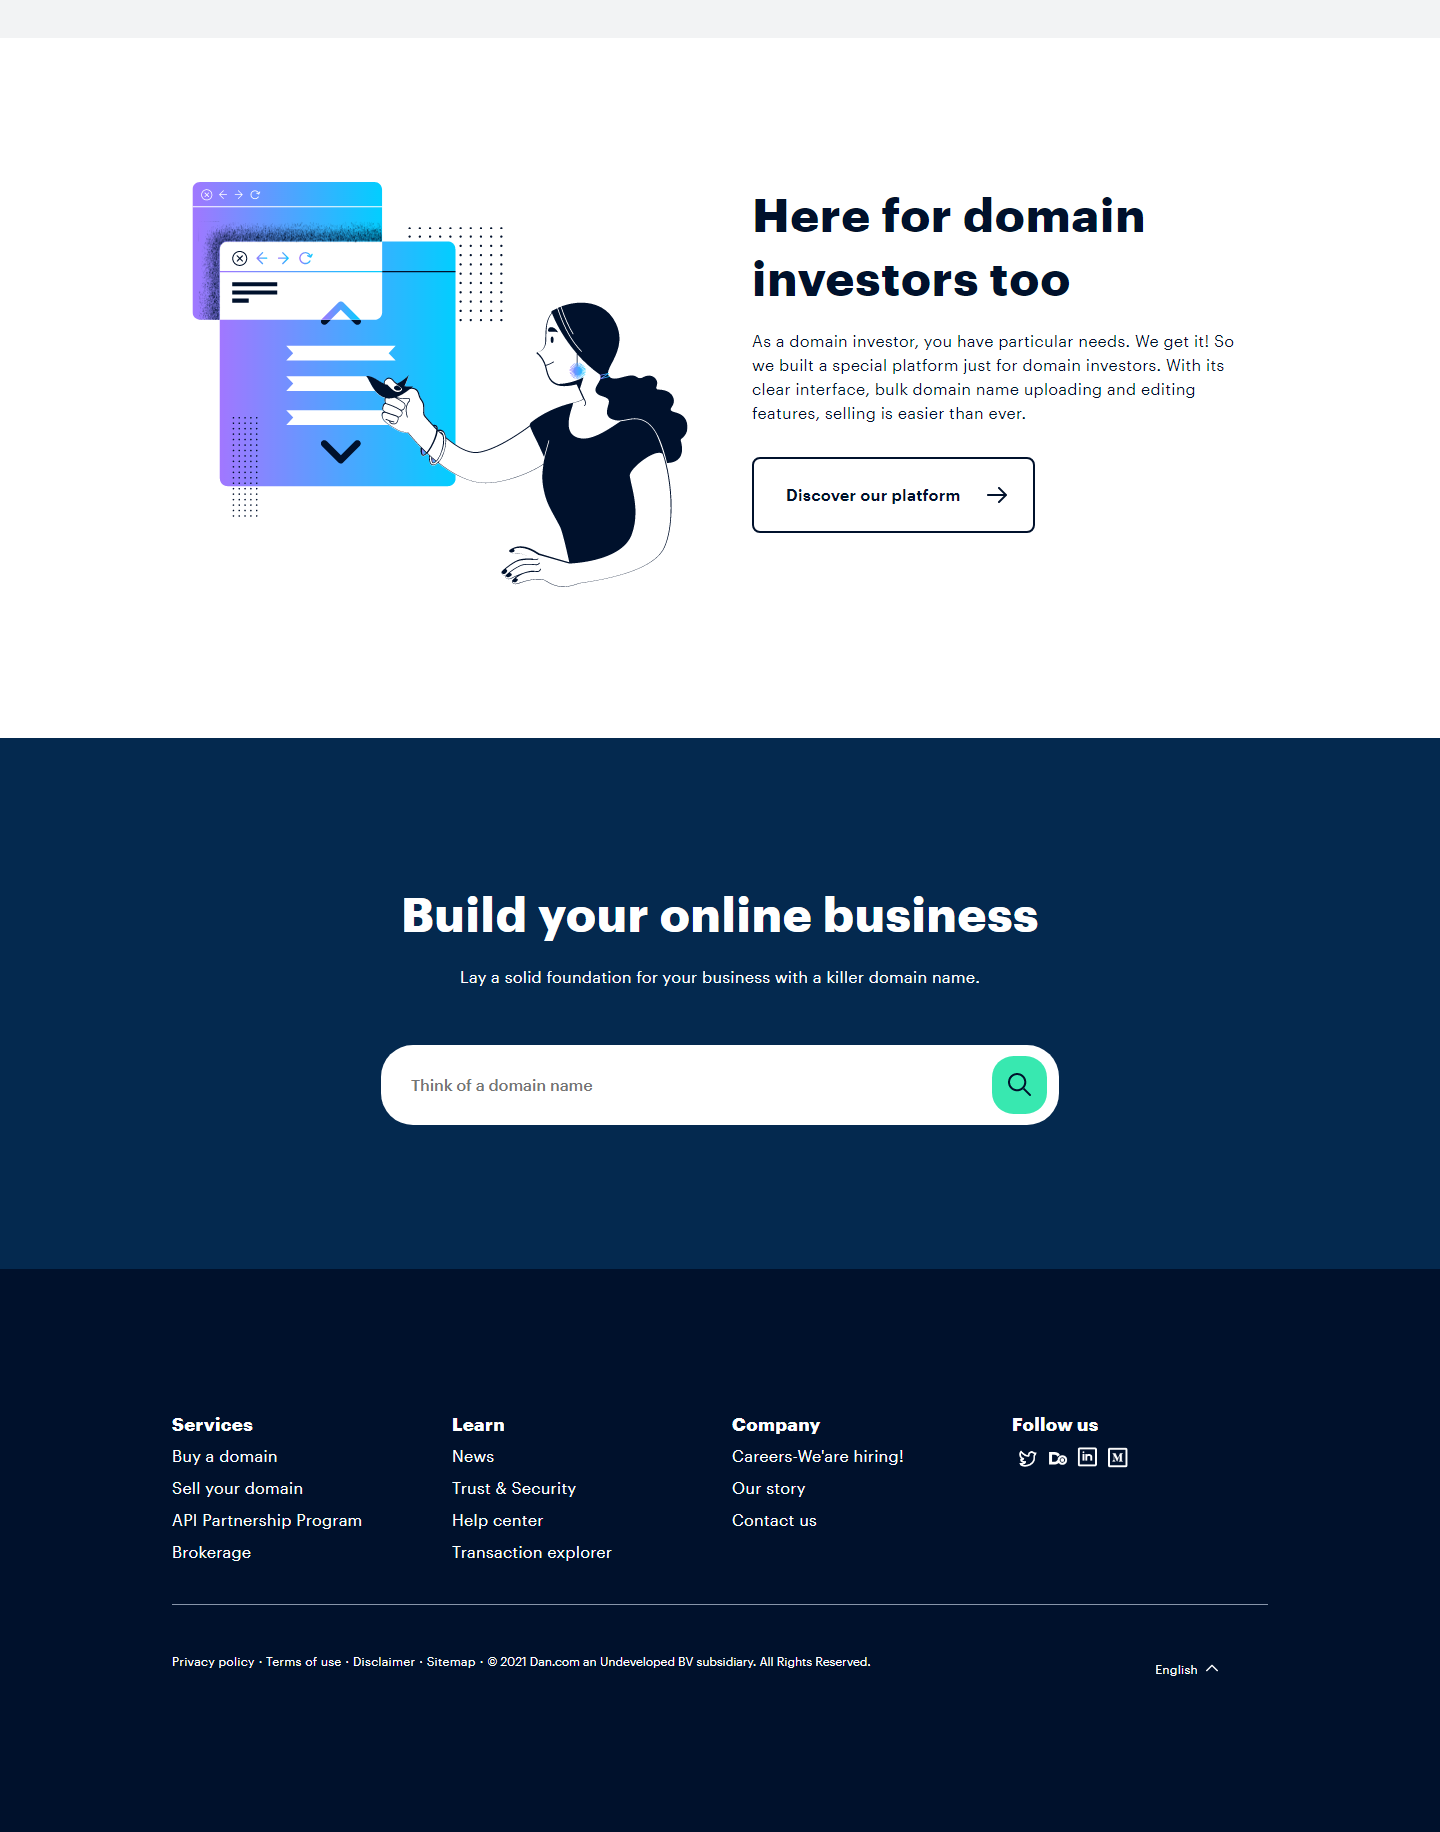 Here for domain
investors too
As a domain investor, you have particular needs. We get it! So
we built a special platform just for domain investors. With its
clear interface, bulk domain name uploading and editing
features, selling is easier than ever.
Discover our platform
Build your online business
Lay a solid foundation for your business with a killer domain name.
Think of a domain name
Services
Buy a domain
Sell your domain
API Partnership Program
Brokerage
Learn
News
Trust & Security
Help center
Transaction explorer
Company
Careers-We'are hiring!
Our story
Contact us
Follow us
Privacy policy · Terms of use · Disclaimer · Sitemap · © 2021 Dan.com an Undeveloped BV subsidiary. All Rights Reserved.
English